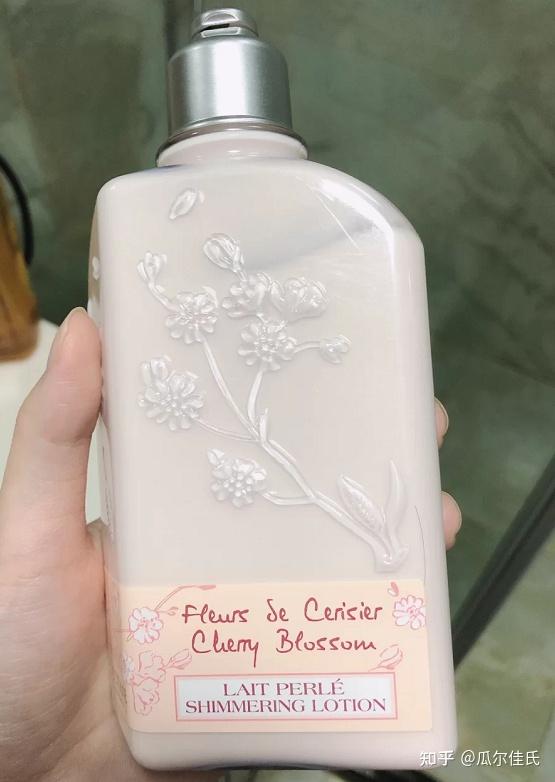 Fleurs de Cerisier
Cherry Blossom
LAIT PERLÉ
SHIMMERING LOTION
知乎 @瓜尔佳氏